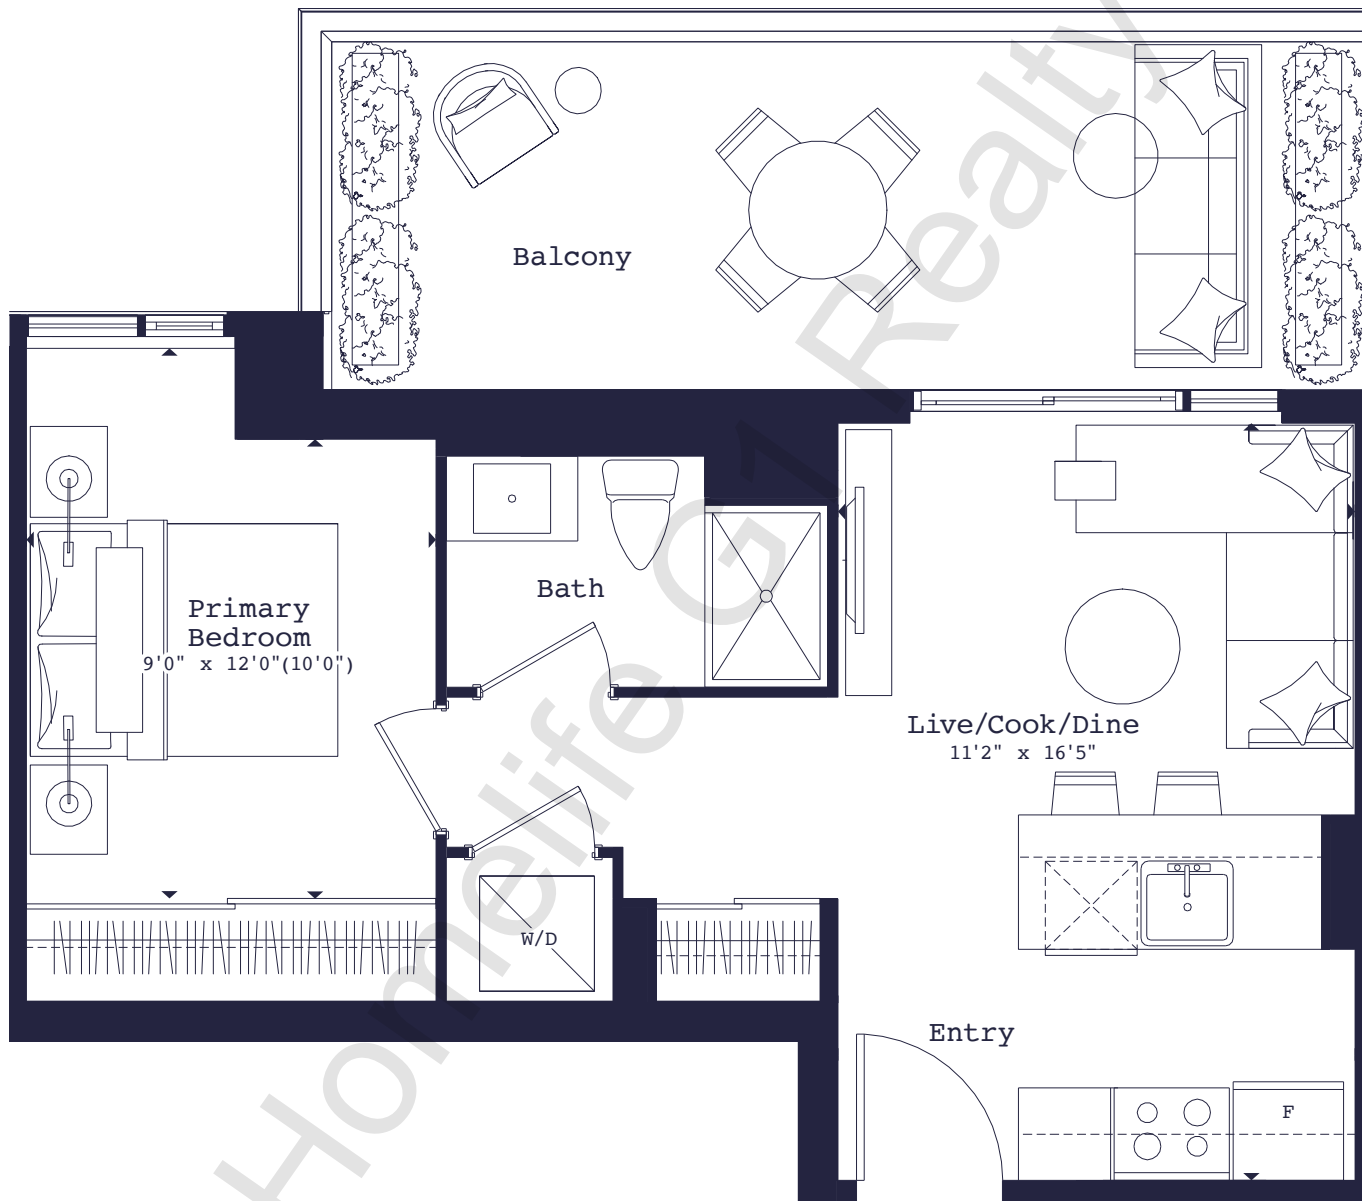 Balcony
Primary
Bedroom
9'0" x 12'0"(10'0")
Bath
Live/Cook/Dine
11'2" x 16'5"
W/D
Entry
F
Homelife G1 Realty